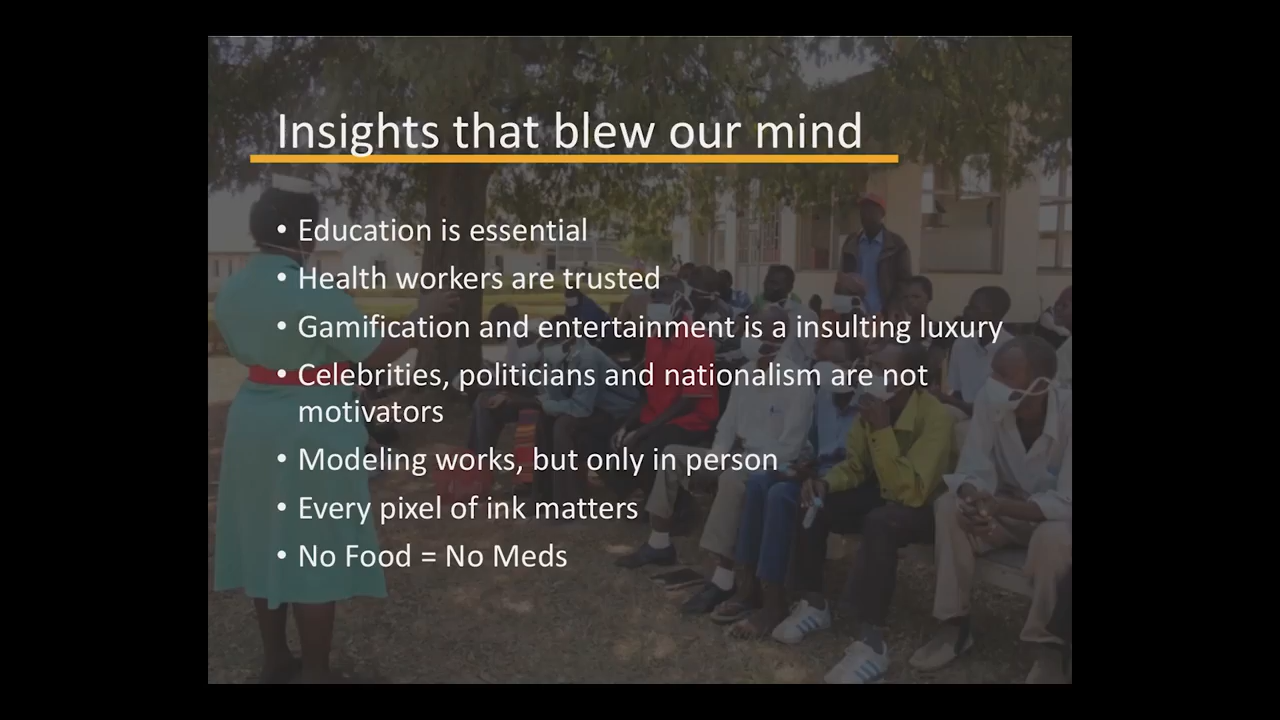 Insights that blew our mind
• Education is essential
• Health workers are trusted
• Gamification and entertainment is a insulting luxury
• Celebrities, politicians and nationalism are not
motivators
• Modeling works, but only in person
• Every pixel of ink matters
• No Food = No Meds